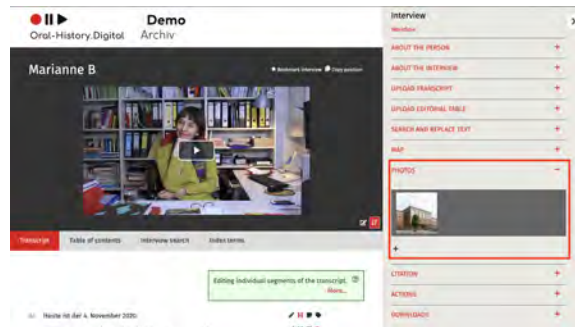 Oral-History.Digital
Demo
Archiv
Marianne B
Bookmark interview
Copy position
Transcript
Table of contents
Interview search
Index terms
Editing individual segments of the transcript.
More...
Heute ist der 4. November 2020.
Interview
ABOUT THE PERSON
ABOUT THE INTERVIEW
UPLOAD TRANSCRIPT
UPLOAD EDITORIAL TABLE
SEARCH AND REPLACE TEXT
MAP
PHOTOS
CITATION
ACTIONS
DOWNLOADS